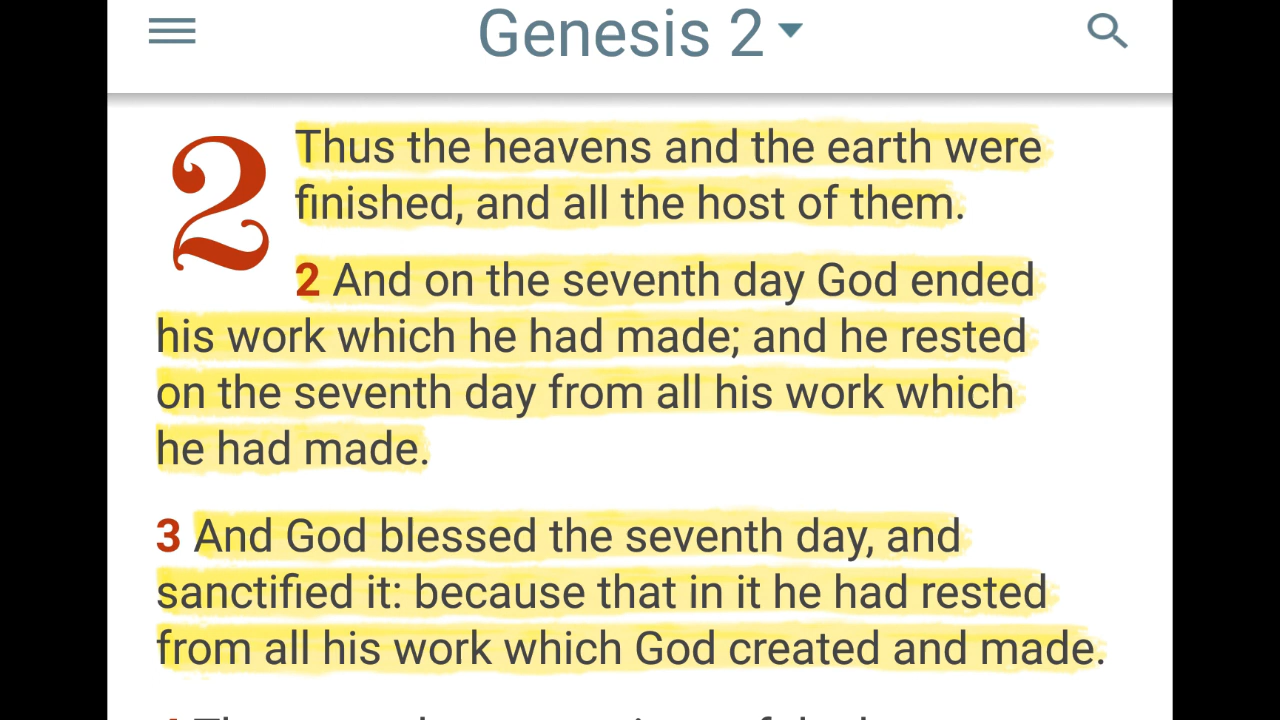 Genesis 2
2 Thus the heavens and the earth were
finished, and all the host of them.
2 And on the seventh day God ended
his work which he had made; and he rested
on the seventh day from all his work which
he had made.
3 And God blessed the seventh day, and
sanctified it: because that in it he had rested
from all his work which God created and made.